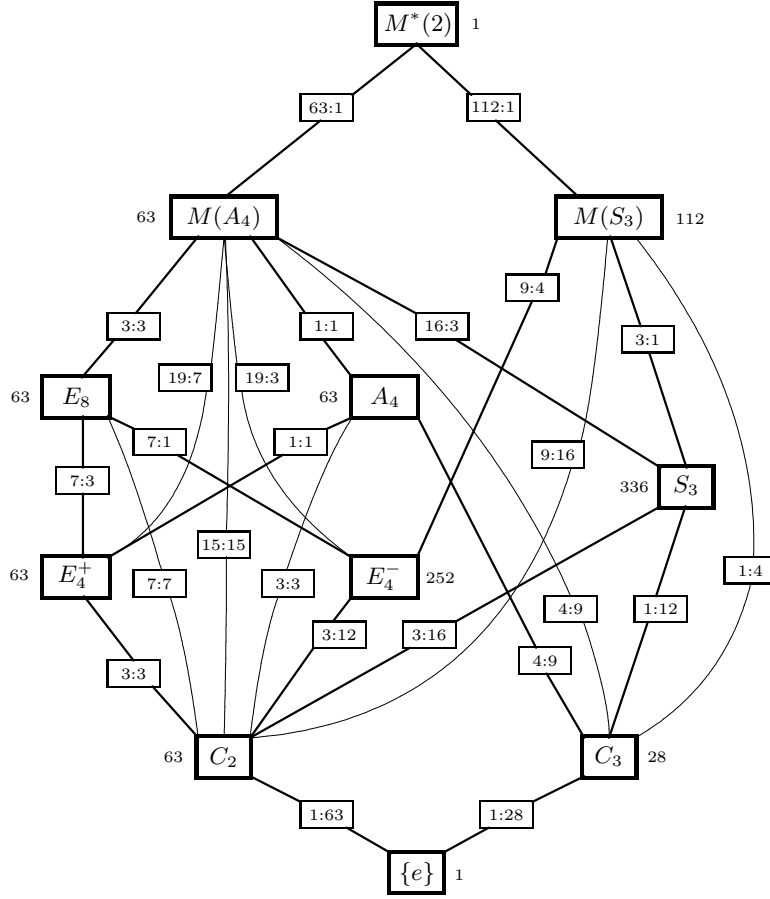 M*(2) 1
63:1 112:1
63 M(A₄) M(S₃) 112
9:4
3:3 1:1 16:3 3:1
19:7 19:3
63 E₈ 63 A₄
7:1 1:1 9:16
7:3 336 S₃
15:15
63 E₄⁺ 7:7 3:3 E₄⁻ 252 4:9 1:12 1:4
3:12 3:16
3:3 4:9
63 C₂ C₃ 28
1:63 1:28
{e} 1